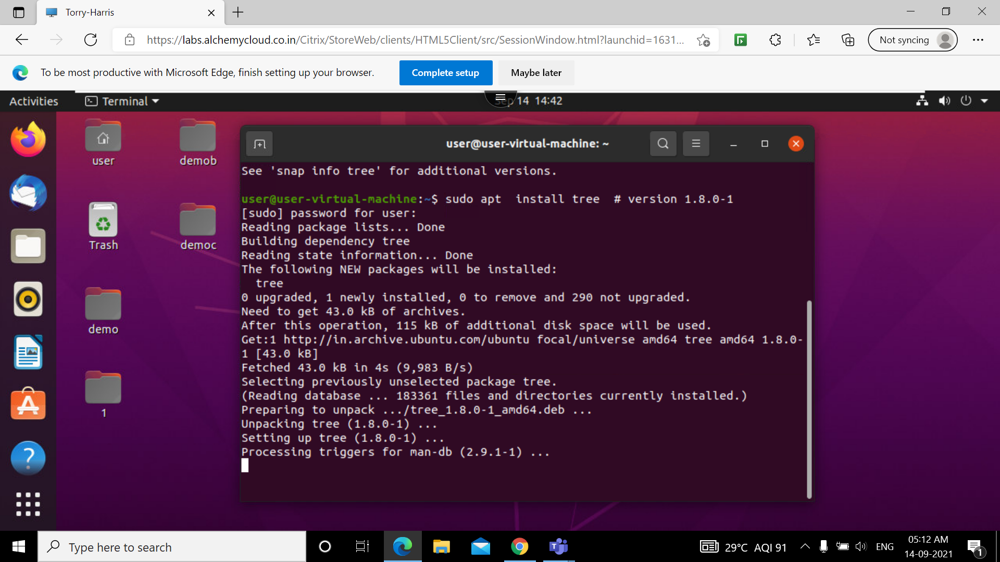 Torry-Harris
https://labs.alchemycloud.co.in/Citrix/StoreWeb/clients/HTML5Client/src/SessionWindow.html?launchid=1631...
Not syncing
To be most productive with Microsoft Edge, finish setting up your browser.
Complete setup
Maybe later
Activities
Terminal
Sep 14 14:42
user
demob
Trash
democ
demo
1
user@user-virtual-machine: ~
See 'snap info tree' for additional versions.
user@user-virtual-machine:~$ sudo apt  install tree  # version 1.8.0-1
[sudo] password for user:
Reading package lists... Done
Building dependency tree
Reading state information... Done
The following NEW packages will be installed:
  tree
0 upgraded, 1 newly installed, 0 to remove and 290 not upgraded.
Need to get 43.0 kB of archives.
After this operation, 115 kB of additional disk space will be used.
Get:1 http://in.archive.ubuntu.com/ubuntu focal/universe amd64 tree amd64 1.8.0-
1 [43.0 kB]
Fetched 43.0 kB in 4s (9,983 B/s)
Selecting previously unselected package tree.
(Reading database ... 183361 files and directories currently installed.)
Preparing to unpack .../tree_1.8.0-1_amd64.deb ...
Unpacking tree (1.8.0-1) ...
Setting up tree (1.8.0-1) ...
Processing triggers for man-db (2.9.1-1) ...
Type here to search
29°C AQI 91
ENG
05:12 AM
14-09-2021
1